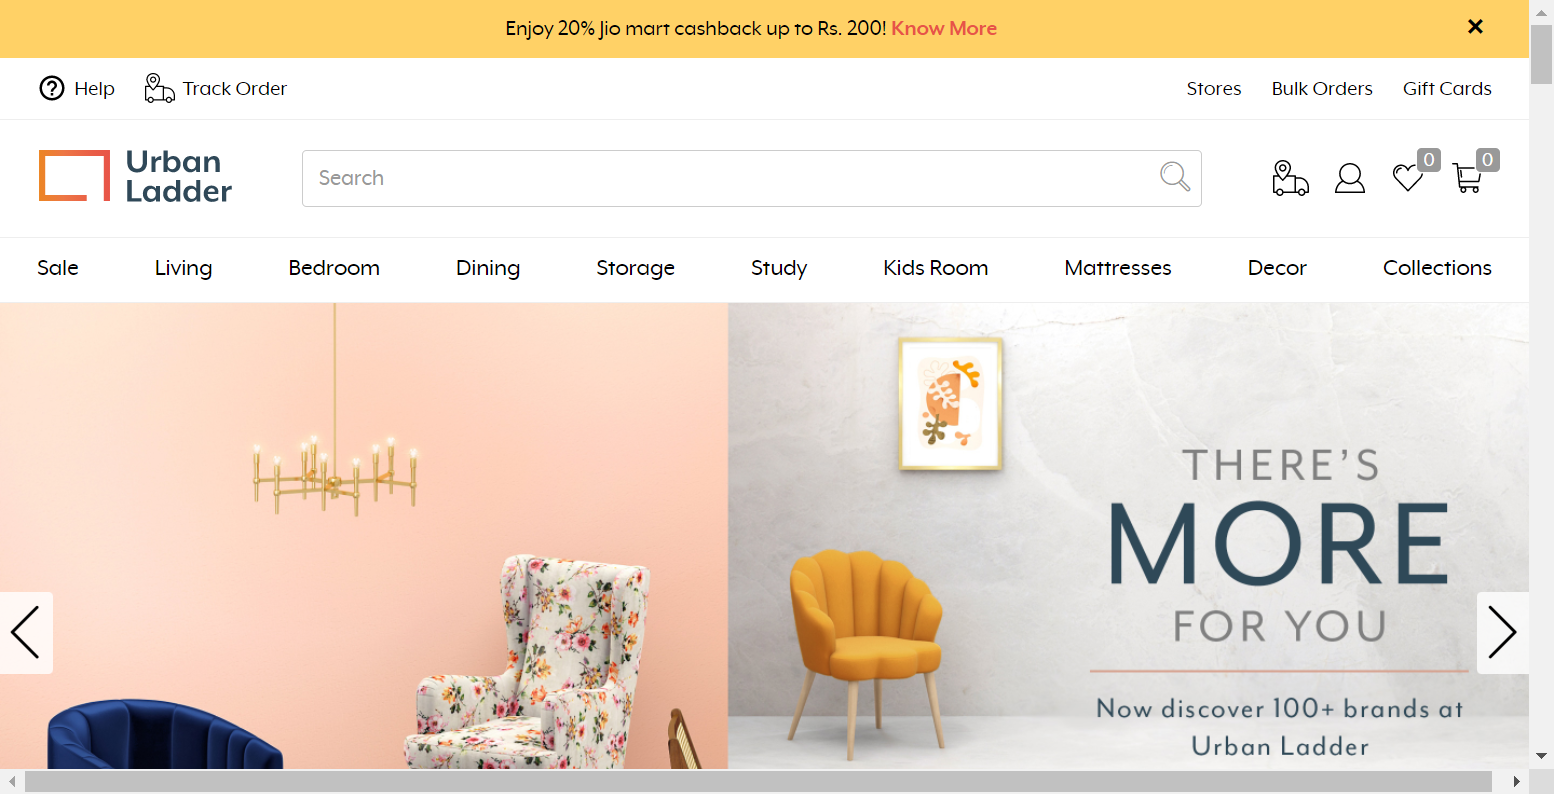 Enjoy 20% Jio mart cashback up to Rs. 200! Know More
Help
Track Order
Stores
Bulk Orders
Gift Cards
Urban
Ladder
Search
0
0
Sale
Living
Bedroom
Dining
Storage
Study
Kids Room
Mattresses
Decor
Collections
THERE'S
MORE
FOR YOU
Now discover 100+ brands at
Urban Ladder